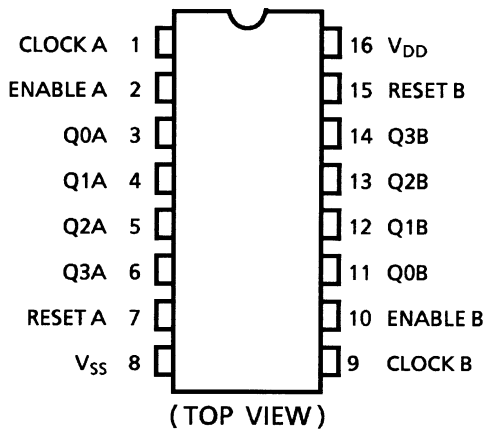 CLOCK A 1 16 VDD
ENABLE A 2 15 RESET B
Q0A 3 14 Q3B
Q1A 4 13 Q2B
Q2A 5 12 Q1B
Q3A 6 11 Q0B
RESET A 7 10 ENABLE B
VSS 8 9 CLOCK B
(TOP VIEW)